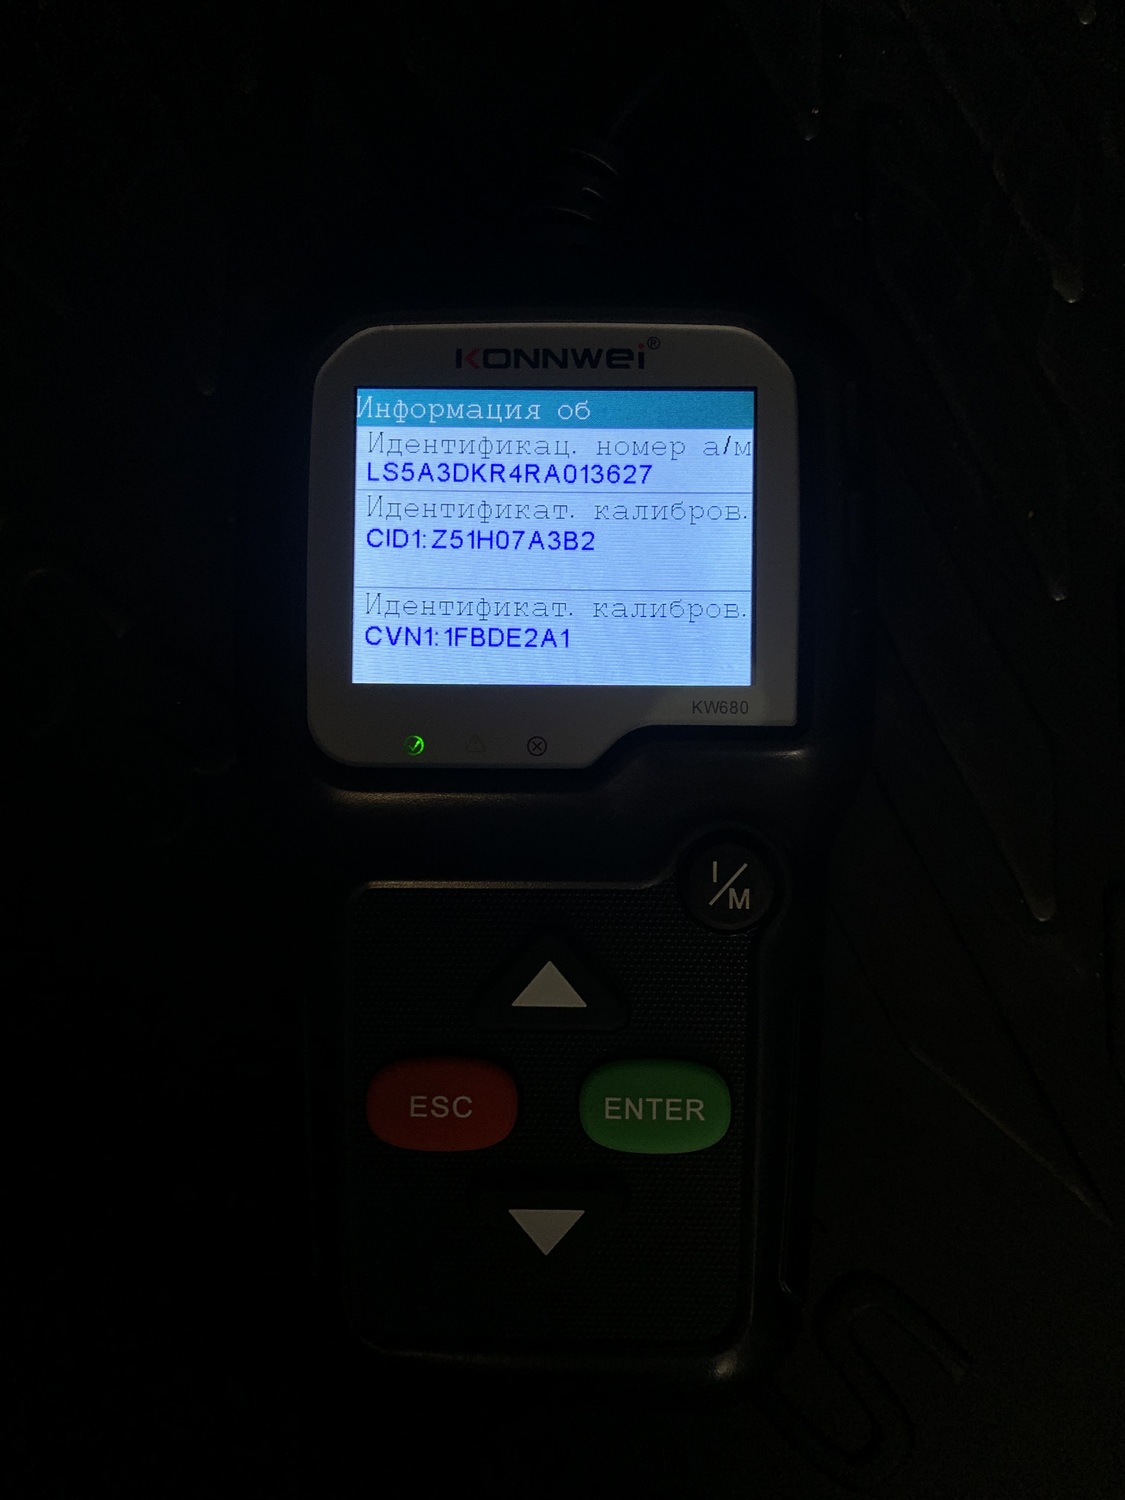 KONNWEI®
Информация об
Идентификац. номер а/м
LS5A3DKR4RA013627
Идентификат. калибров.
CID1:Z51H07A3B2
Идентификат. калибров.
CVN1:1FBDE2A1
KW680
I/M
ESC
ENTER